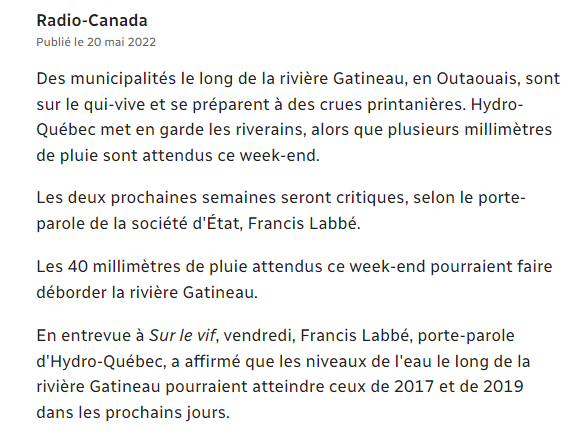 Radio-Canada
Publié le 20 mai 2022
Des municipalités le long de la rivière Gatineau, en Outaouais, sont
sur le qui-vive et se préparent à des crues printanières. Hydro-
Québec met en garde les riverains, alors que plusieurs millimètres
de pluie sont attendus ce week-end.
Les deux prochaines semaines seront critiques, selon le porte-
parole de la société d'État, Francis Labbé.
Les 40 millimètres de pluie attendus ce week-end pourraient faire
déborder la rivière Gatineau.
En entrevue à Sur le vif, vendredi, Francis Labbé, porte-parole
d'Hydro-Québec, a affirmé que les niveaux de l'eau le long de la
rivière Gatineau pourraient atteindre ceux de 2017 et de 2019
dans les prochains jours.